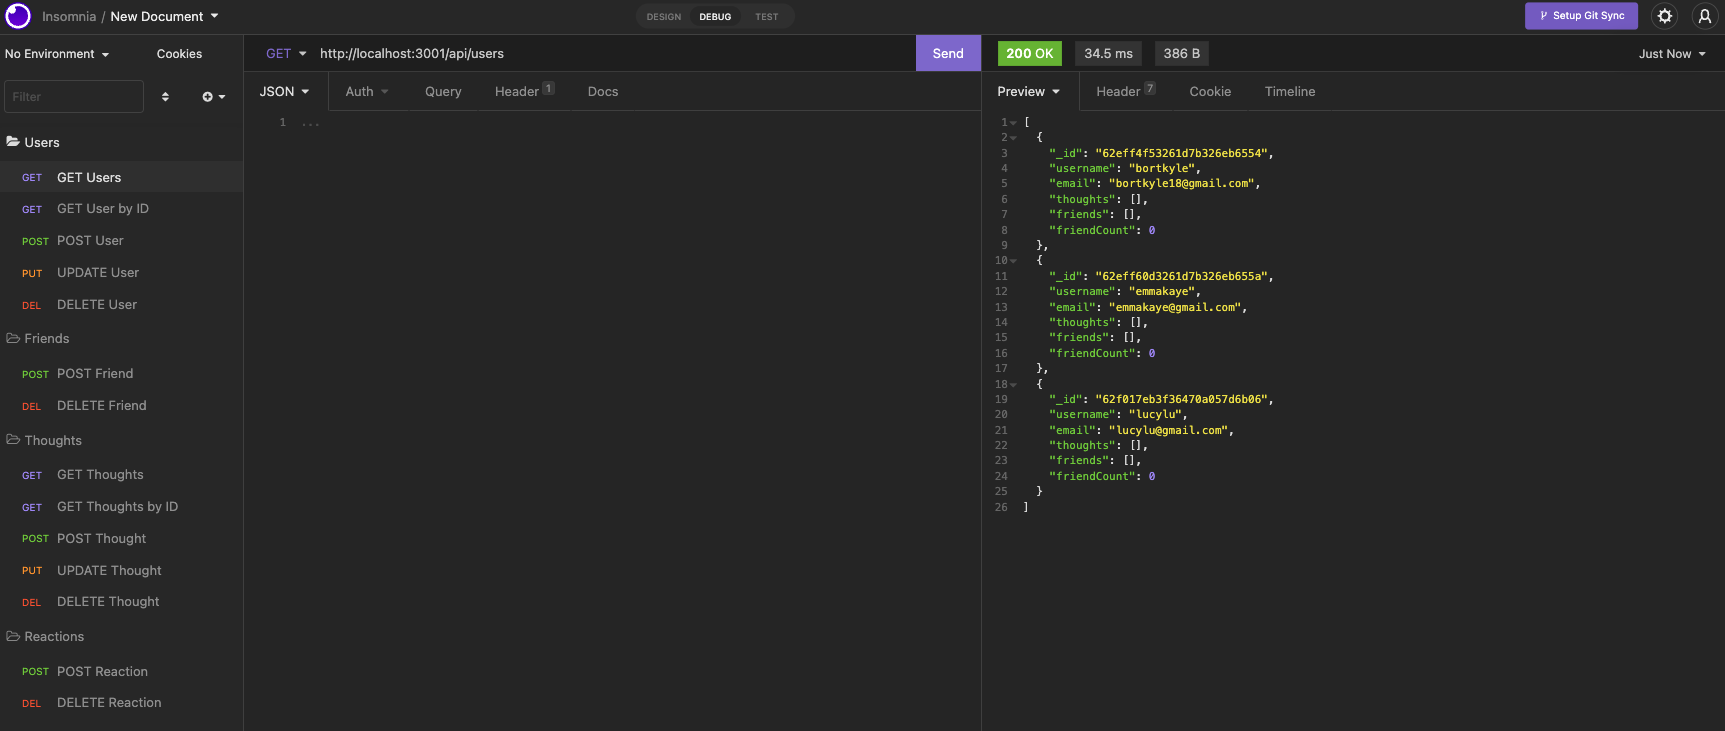 Insomnia / New Document
DESIGN DEBUG TEST
Setup Git Sync
No Environment Cookies
GET http://localhost:3001/api/users Send
200 OK 34.5 ms 386 B Just Now
Filter
JSON Auth Query Header 1 Docs
Preview Header 7 Cookie Timeline
Users
GET GET Users
GET GET User by ID
POST POST User
PUT UPDATE User
DEL DELETE User
Friends
POST POST Friend
DEL DELETE Friend
Thoughts
GET GET Thoughts
GET GET Thoughts by ID
POST POST Thought
PUT UPDATE Thought
DEL DELETE Thought
Reactions
POST POST Reaction
DEL DELETE Reaction
1 ...
1 [
2 {
3 "_id": "62eff4f53261d7b326eb6554",
4 "username": "bortkyle",
5 "email": "bortkyle18@gmail.com",
6 "thoughts": [],
7 "friends": [],
8 "friendCount": 0
9 },
10 {
11 "_id": "62eff60d3261d7b326eb655a",
12 "username": "emmakaye",
13 "email": "emmakaye@gmail.com",
14 "thoughts": [],
15 "friends": [],
16 "friendCount": 0
17 },
18 {
19 "_id": "62f017eb3f36470a057d6b06",
20 "username": "lucylu",
21 "email": "lucylu@gmail.com",
22 "thoughts": [],
23 "friends": [],
24 "friendCount": 0
25 }
26 ]